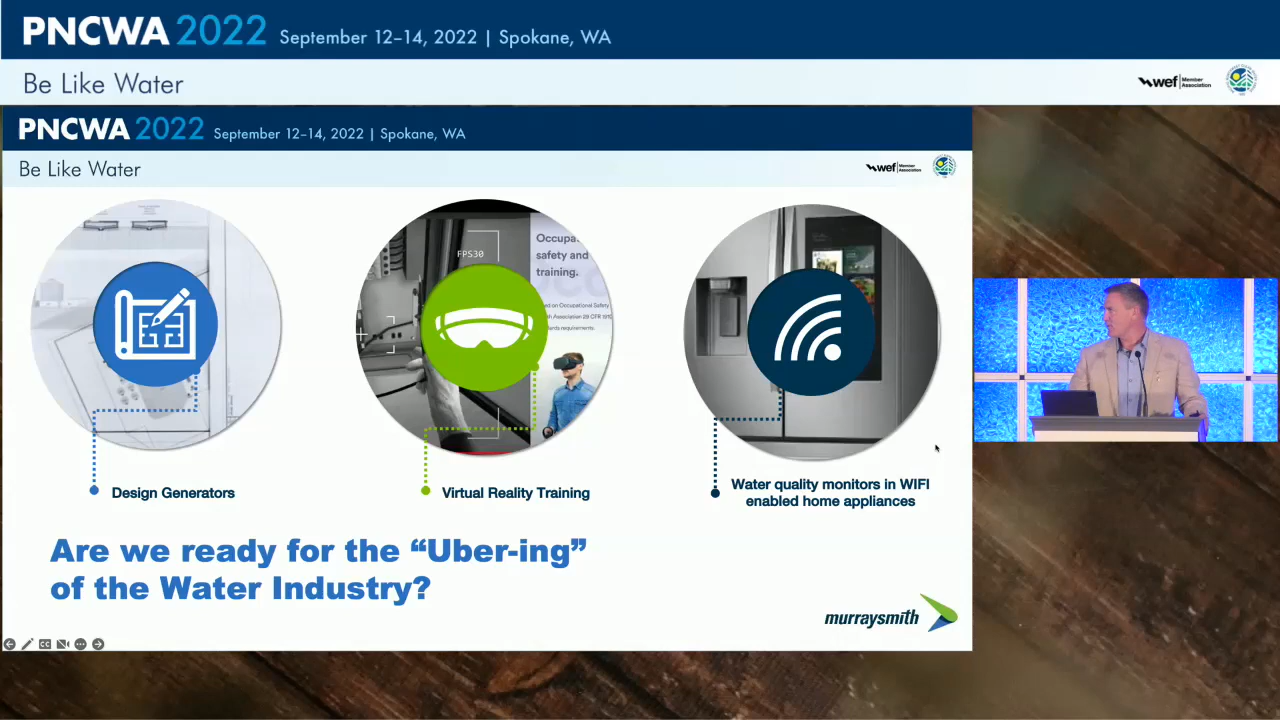 PNCWA 2022 September 12–14, 2022 | Spokane, WA
Be Like Water
wef Member Association
PNCWA 2022 September 12–14, 2022 | Spokane, WA
Be Like Water
wef Member Association
FPS30
Occupa
safety and
training.
Design Generators
Virtual Reality Training
Water quality monitors in WIFI
enabled home appliances
Are we ready for the “Uber-ing”
of the Water Industry?
murraysmith